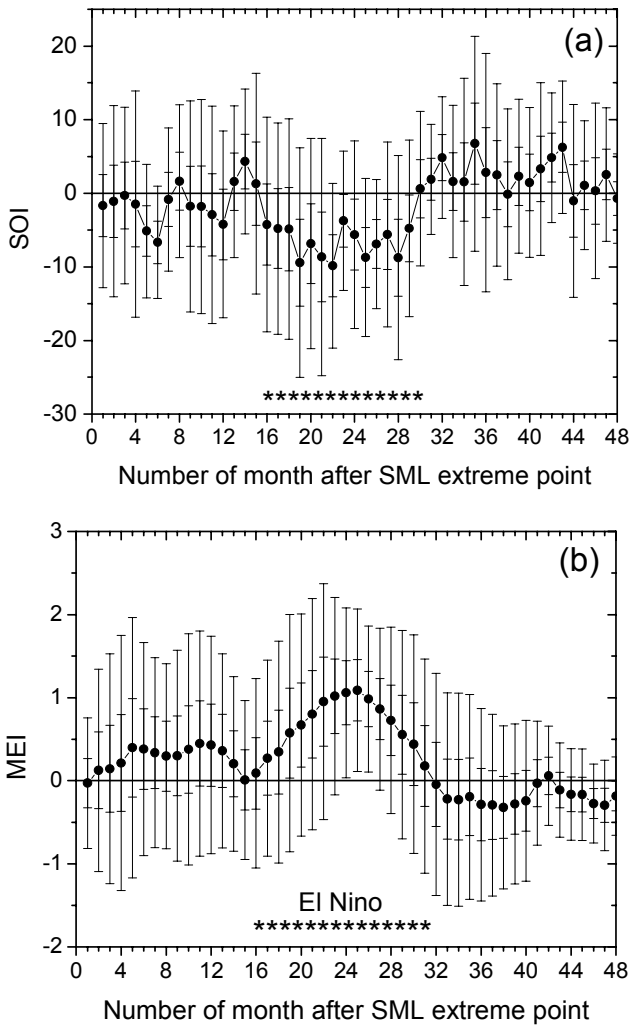 20
10
0
-10
-20
-30
SOI
(a)
*************
0 4 8 12 16 20 24 28 32 36 40 44 48
Number of month after SML extreme point
3
2
1
0
-1
-2
MEI
(b)
El Nino
**************
0 4 8 12 16 20 24 28 32 36 40 44 48
Number of month after SML extreme point